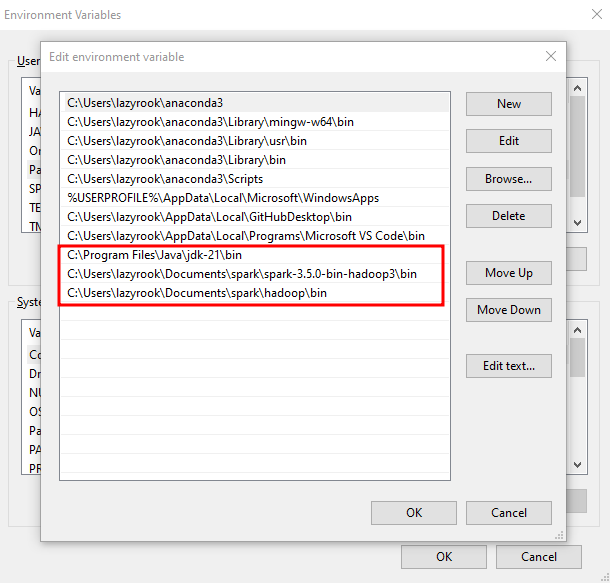 Environment Variables
Edit environment variable
User
Va
HA
JA
Or
Pa
SP
TE
TN
C:\Users\lazyrook\anaconda3
C:\Users\lazyrook\anaconda3\Library\mingw-w64\bin
C:\Users\lazyrook\anaconda3\Library\usr\bin
C:\Users\lazyrook\anaconda3\Library\bin
C:\Users\lazyrook\anaconda3\Scripts
%USERPROFILE%\AppData\Local\Microsoft\WindowsApps
C:\Users\lazyrook\AppData\Local\GitHubDesktop\bin
C:\Users\lazyrook\AppData\Local\Programs\Microsoft VS Code\bin
C:\Program Files\Java\jdk-21\bin
C:\Users\lazyrook\Documents\spark\spark-3.5.0-bin-hadoop3\bin
C:\Users\lazyrook\Documents\spark\hadoop\bin
New
Edit
Browse...
Delete
Move Up
Move Down
Edit text...
Syste
Va
Co
Dr
NU
OS
Pa
PA
PR
OK
Cancel
OK
Cancel